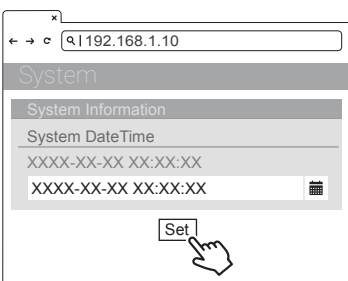 192.168.1.10
System
System Information
System DateTime
XXXX-XX-XX XX:XX:XX
XXXX-XX-XX XX:XX:XX
Set